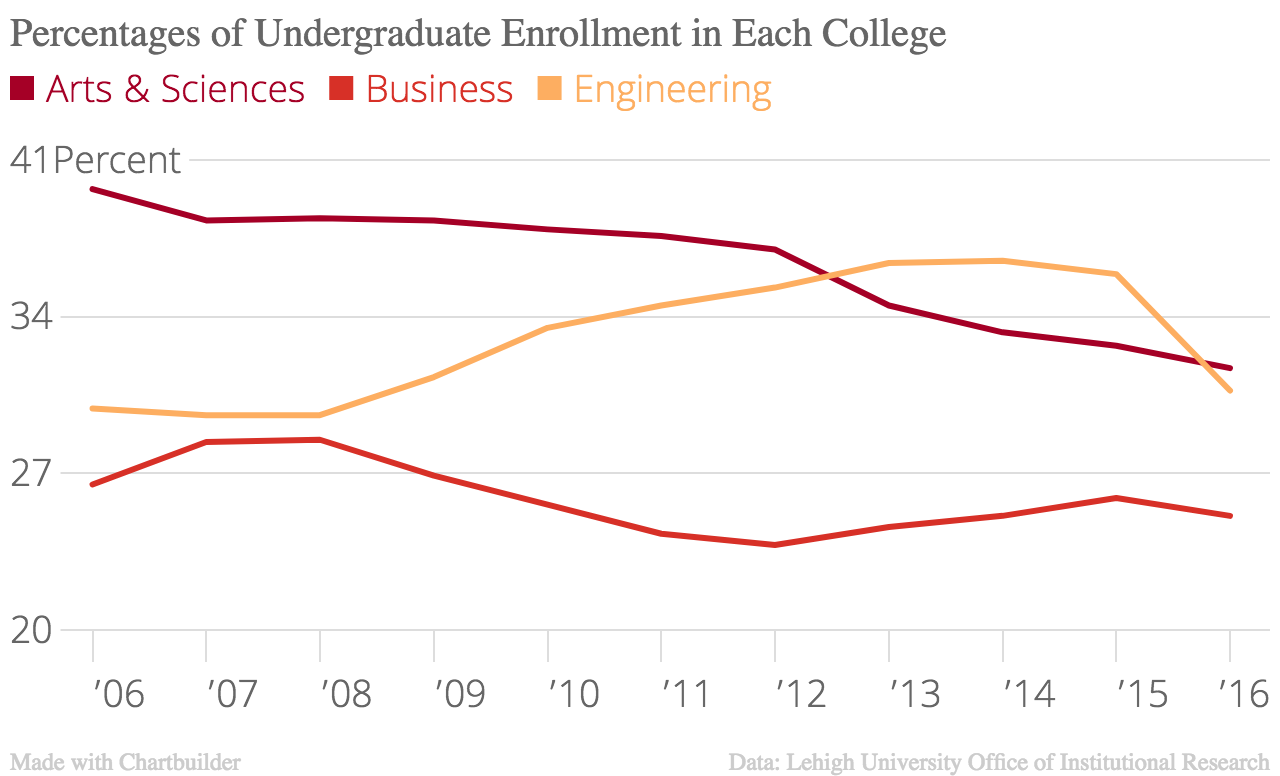 Percentages of Undergraduate Enrollment in Each College
Arts & Sciences Business Engineering
41Percent
34
27
20
’06 ’07 ’08 ’09 ’10 ’11 ’12 ’13 ’14 ’15 ’16
Made with Chartbuilder Data: Lehigh University Office of Institutional Research